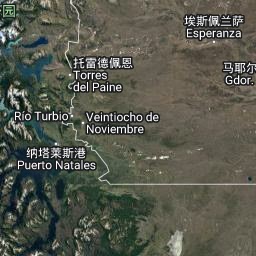 园
埃斯佩兰萨
Esperanza
托雷德佩恩
Torres
del Paine
马耶尔
Gdor.
Río Turbio
Veintiocho de
Noviembre
纳塔莱斯港
Puerto Natales